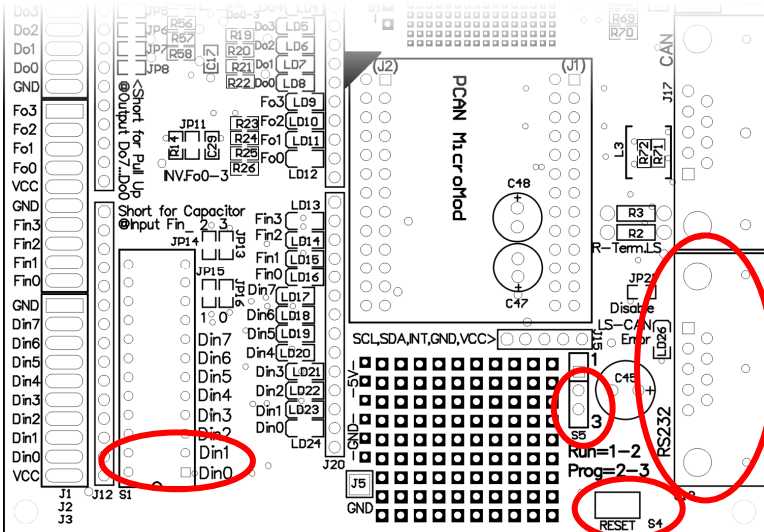 Do3
Do2
Do1
Do0
GND
Fo3
Fo2
Fo1
Fo0
VCC
GND
Fin3
Fin2
Fin1
Fin0
GND
Din7
Din6
Din5
Din4
Din3
Din2
Din1
Din0
VCC
J1
J2
J3
J12
S1
JP5
JP6
JP7
JP8
R56
R57
R58
C17
Do0-3
R19
R20
R21
R22
<Short for Pull Up
@Output Do7...Do0
JP11
R14
C29
R23
R24
R25
R26
INV.Fo0-3
Short for Capacitor
@Input Fin_ 2 3
JP14
JP13
JP15
JP16
1 0
Din7
Din6
Din5
Din4
Din3
Din2
Din1
Din0
Do3 LD5
Do2 LD6
Do1 LD7
Do0 LD8
Fo3 LD9
Fo2 LD10
Fo1 LD11
Fo0
LD12
LD13
Fin3
Fin2 LD14
Fin1 LD15
Fin0 LD16
Din7 LD17
Din6 LD18
Din5 LD19
Din4 LD20
Din3 LD21
Din2 LD22
Din1 LD23
Din0
LD24
J20
(J2)
(J1)
PCAN MicroMod
C48
C47
SCL,SDA,INT,GND,VCC>
J15
-5V-
-GND-
J5
GND
1
3
S5
Run=1-2
Prog=2-3
RESET
S4
R69
R70
CAN
J17
L3
R72
R71
R3
R2
R-Term.LS
Disable
LS-CAN
Error
LD26
C45
RS232